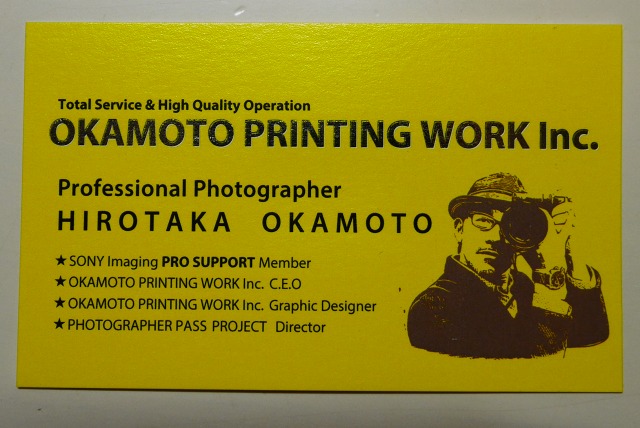 Total Service & High Quality Operation
OKAMOTO PRINTING WORK Inc.
Professional Photographer
HIROTAKA OKAMOTO
★SONY Imaging PRO SUPPORT Member
★OKAMOTO PRINTING WORK Inc. C.E.O
★OKAMOTO PRINTING WORK Inc. Graphic Designer
★PHOTOGRAPHER PASS PROJECT Director